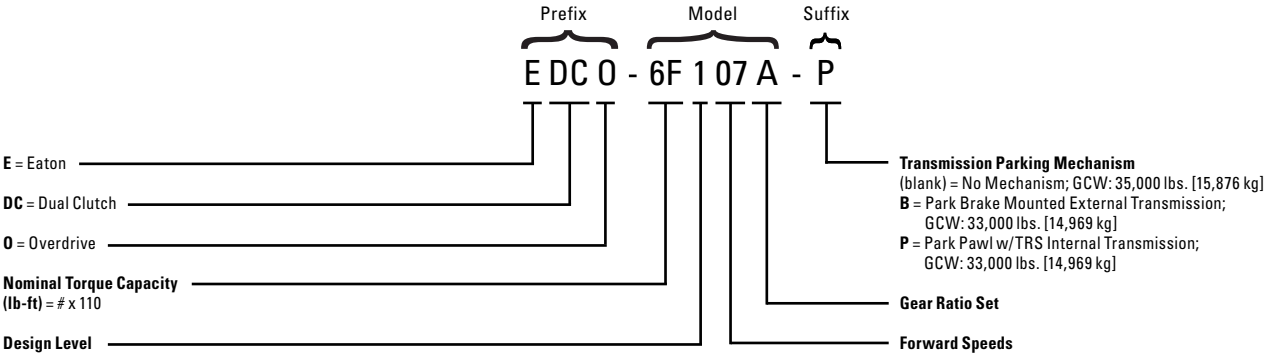 Prefix Model Suffix
E DC O - 6F 1 07 A - P
E = Eaton
DC = Dual Clutch
O = Overdrive
Nominal Torque Capacity
(lb-ft) = # x 110
Design Level
Transmission Parking Mechanism
(blank) = No Mechanism; GCW: 35,000 lbs. [15,876 kg]
B = Park Brake Mounted External Transmission;
GCW: 33,000 lbs. [14,969 kg]
P = Park Pawl w/TRS Internal Transmission;
GCW: 33,000 lbs. [14,969 kg]
Gear Ratio Set
Forward Speeds